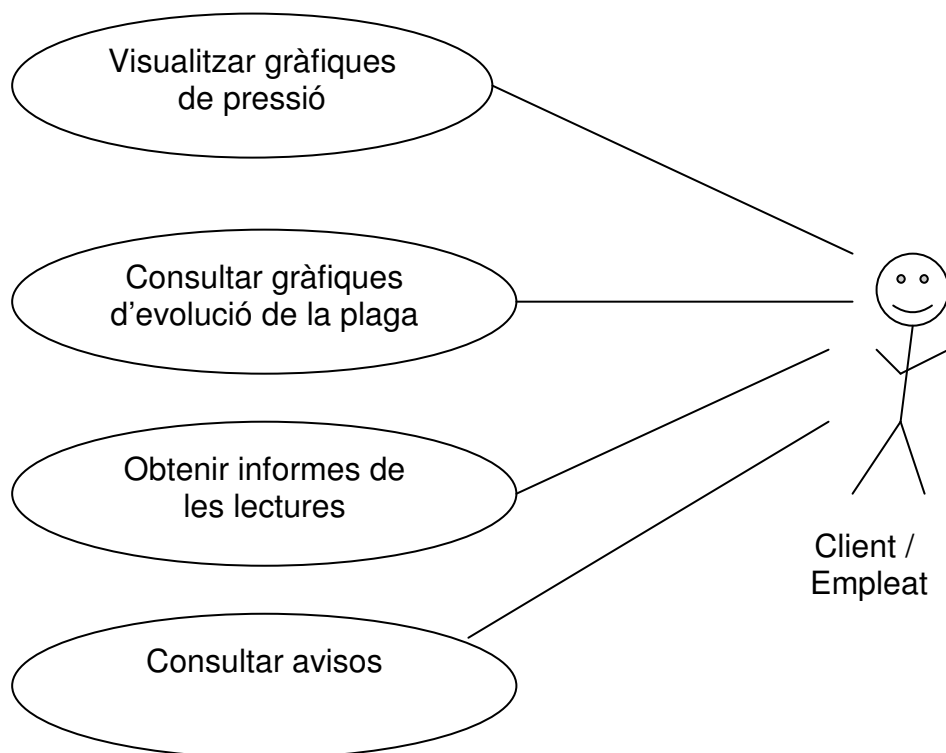 Visualitzar gràfiques
de pressió
Consultar gràfiques
d’evolució de la plaga
Obtenir informes de
les lectures
Client /
Empleat
Consultar avisos